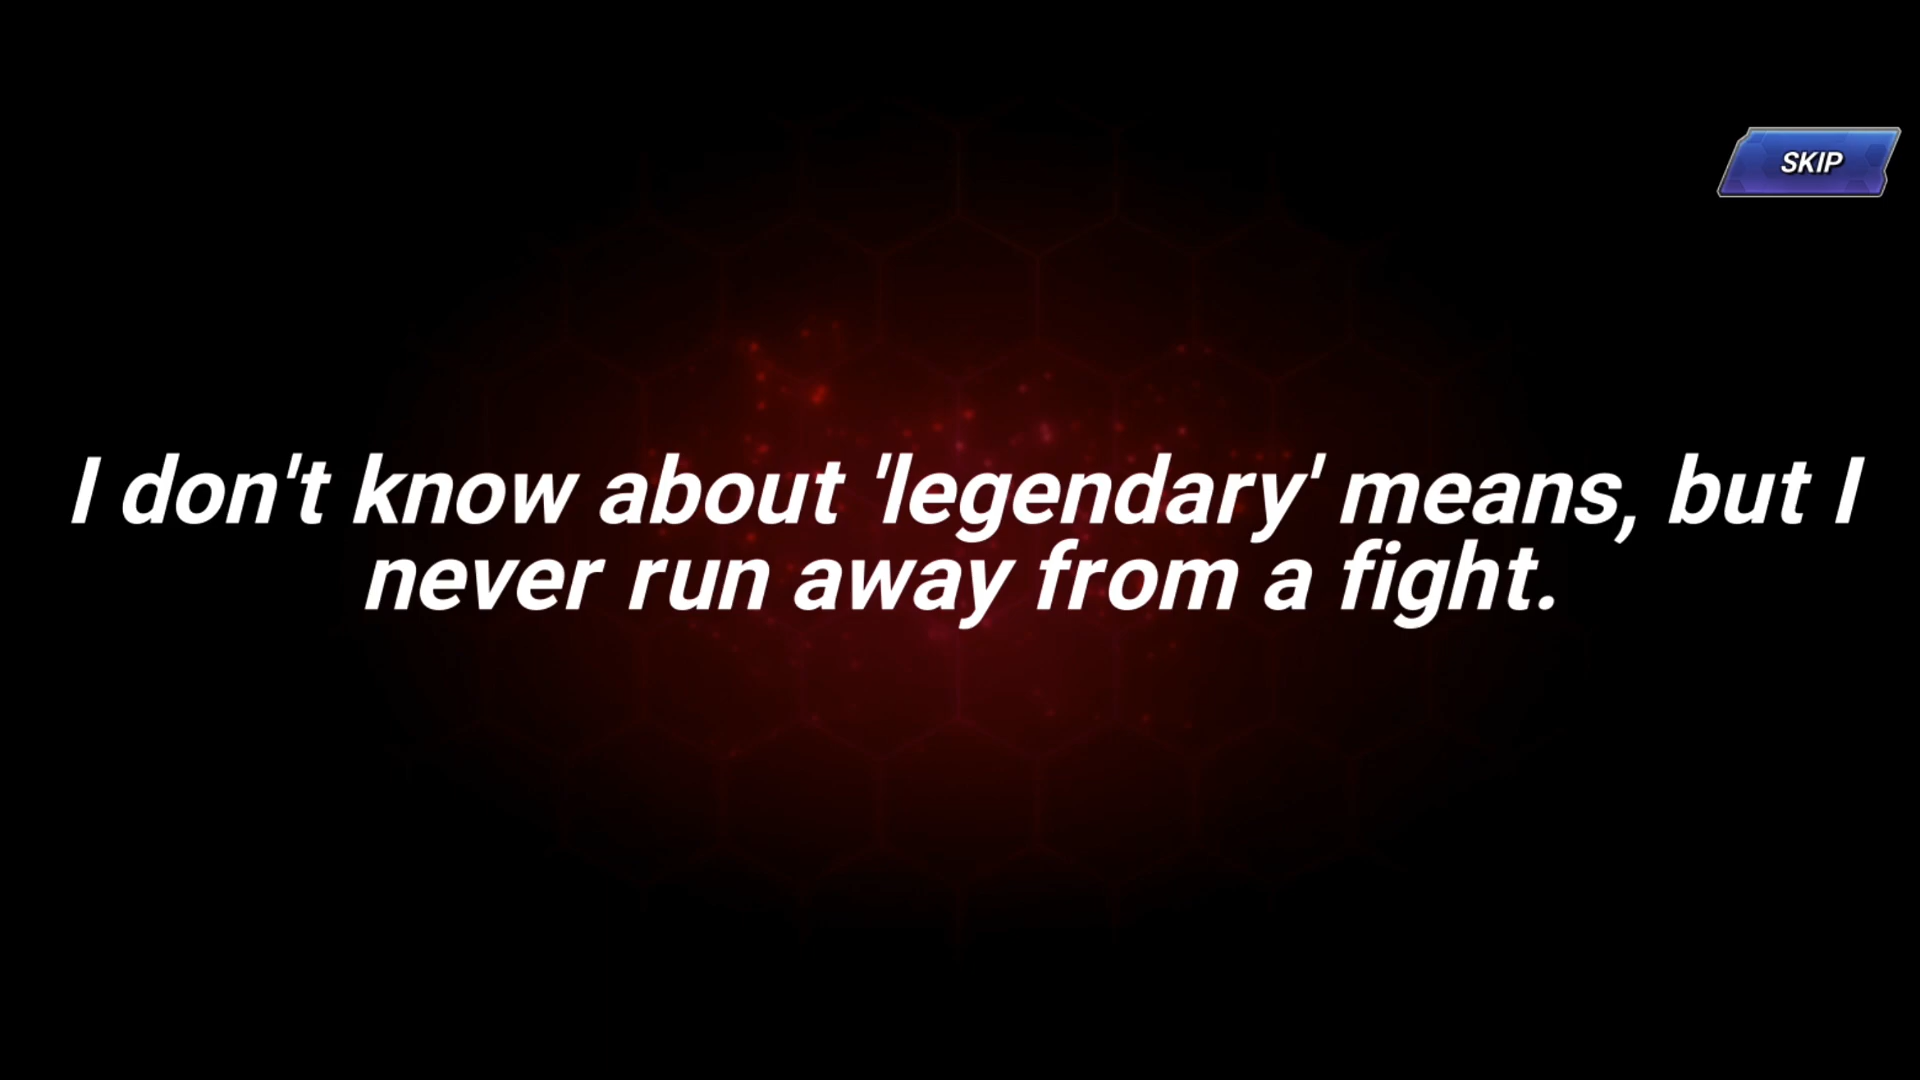 SKIP
I don't know about 'legendary' means, but I
never run away from a fight.